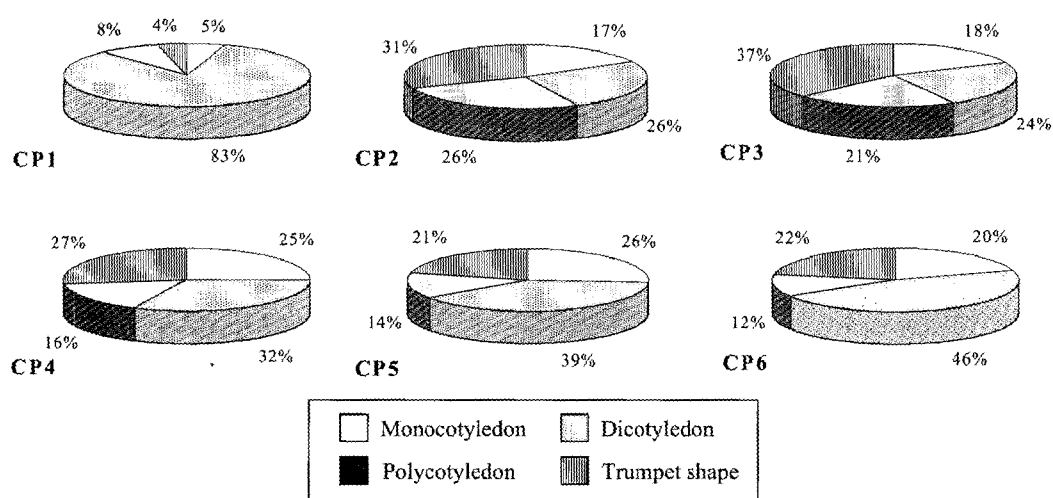 8% 4% 5%
83%
CP1
31% 17%
26% 26%
CP2
37% 18%
21% 24%
CP3
27% 25%
16% 32%
CP4
21% 26%
14% 39%
CP5
22% 20%
12% 46%
CP6
Monocotyledon Dicotyledon
Polycotyledon Trumpet shape